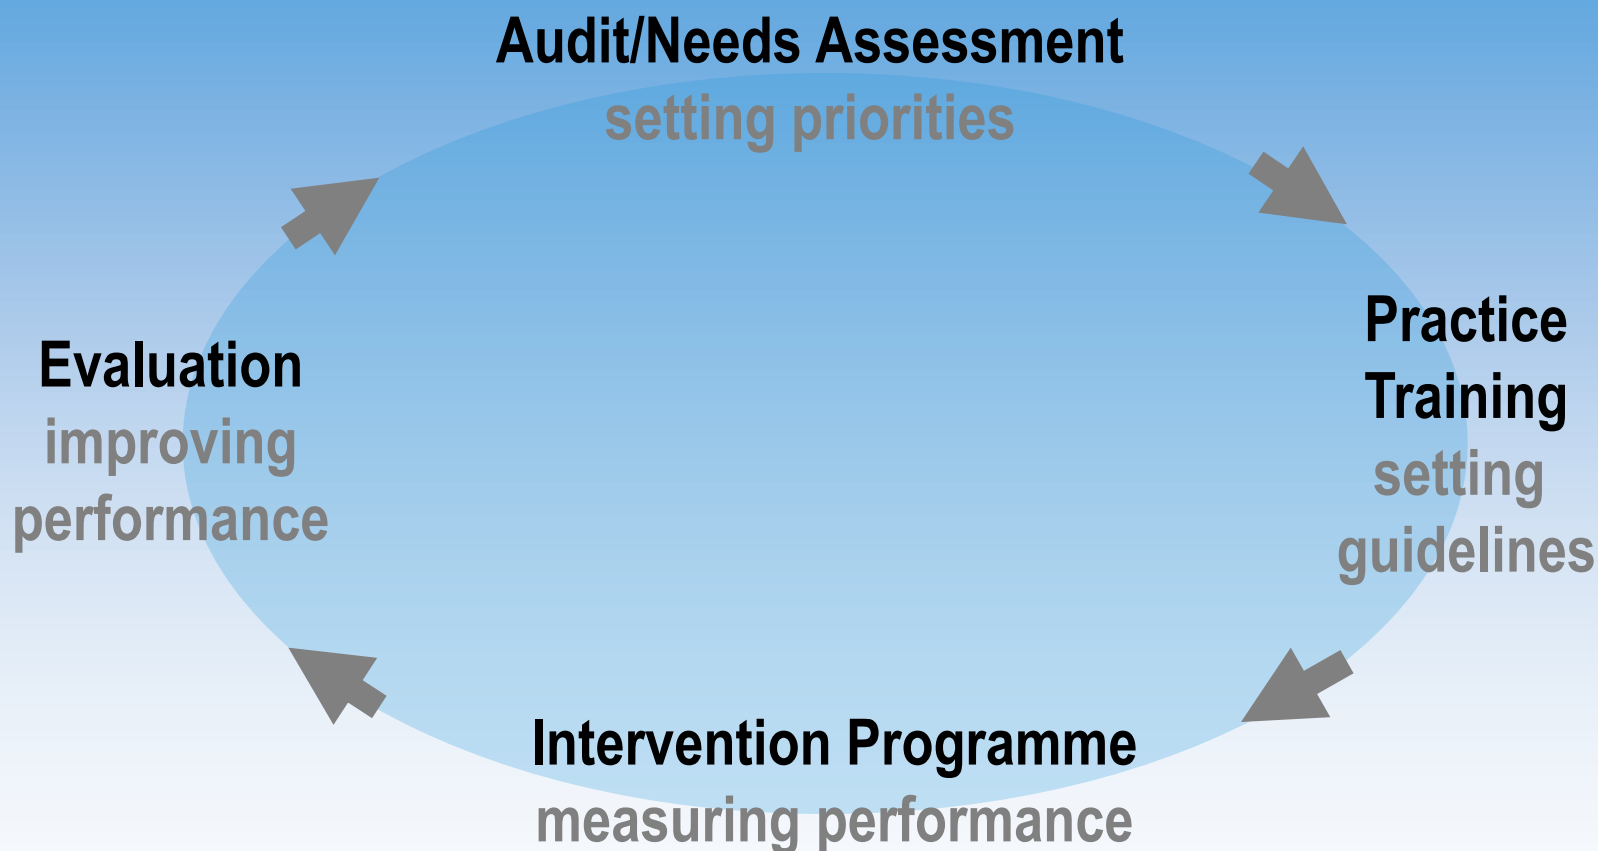 Audit/Needs Assessment
setting priorities
Practice
Training
setting
guidelines
Intervention Programme
measuring performance
Evaluation
improving
performance